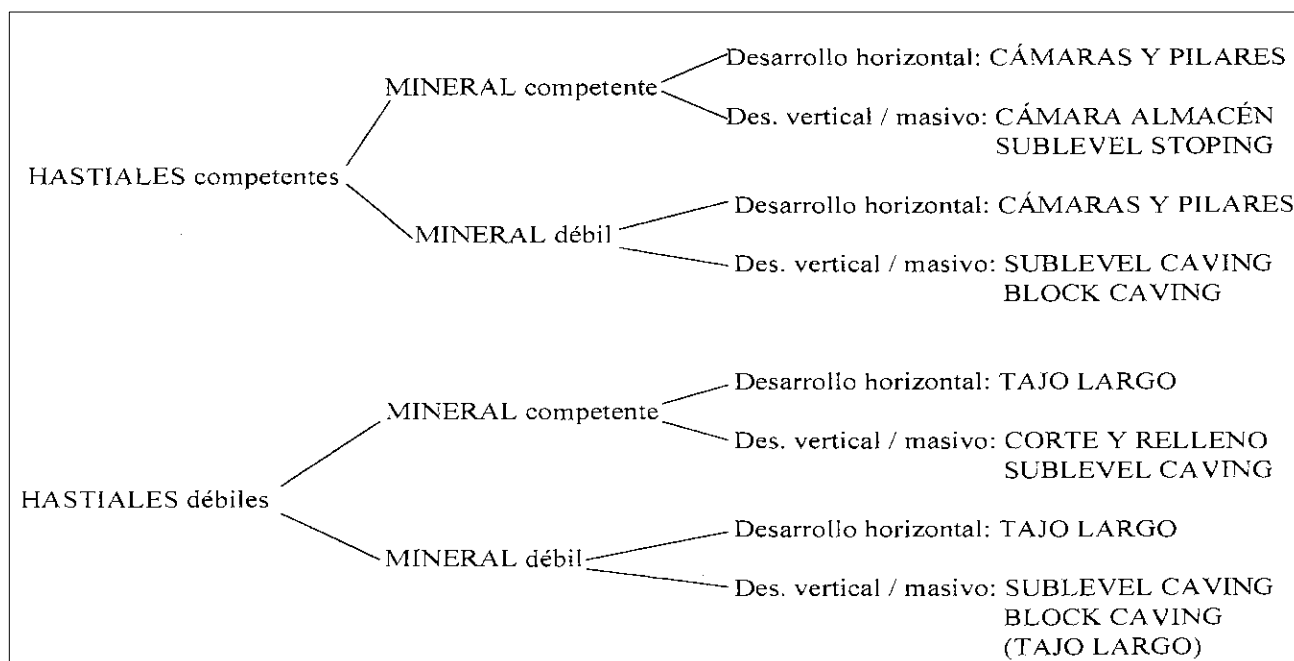 Desarrollo horizontal: CÁMARAS Y PILARES
MINERAL competente
Des. vertical / masivo: CÁMARA ALMACÉN
SUBLEVEL STOPING
HASTIALES competentes
Desarrollo horizontal: CÁMARAS Y PILARES
MINERAL débil
Des. vertical / masivo: SUBLEVEL CAVING
BLOCK CAVING
Desarrollo horizontal: TAJO LARGO
MINERAL competente
Des. vertical / masivo: CORTE Y RELLENO
SUBLEVEL CAVING
HASTIALES débiles
Desarrollo horizontal: TAJO LARGO
MINERAL débil
Des. vertical / masivo: SUBLEVEL CAVING
BLOCK CAVING
(TAJO LARGO)